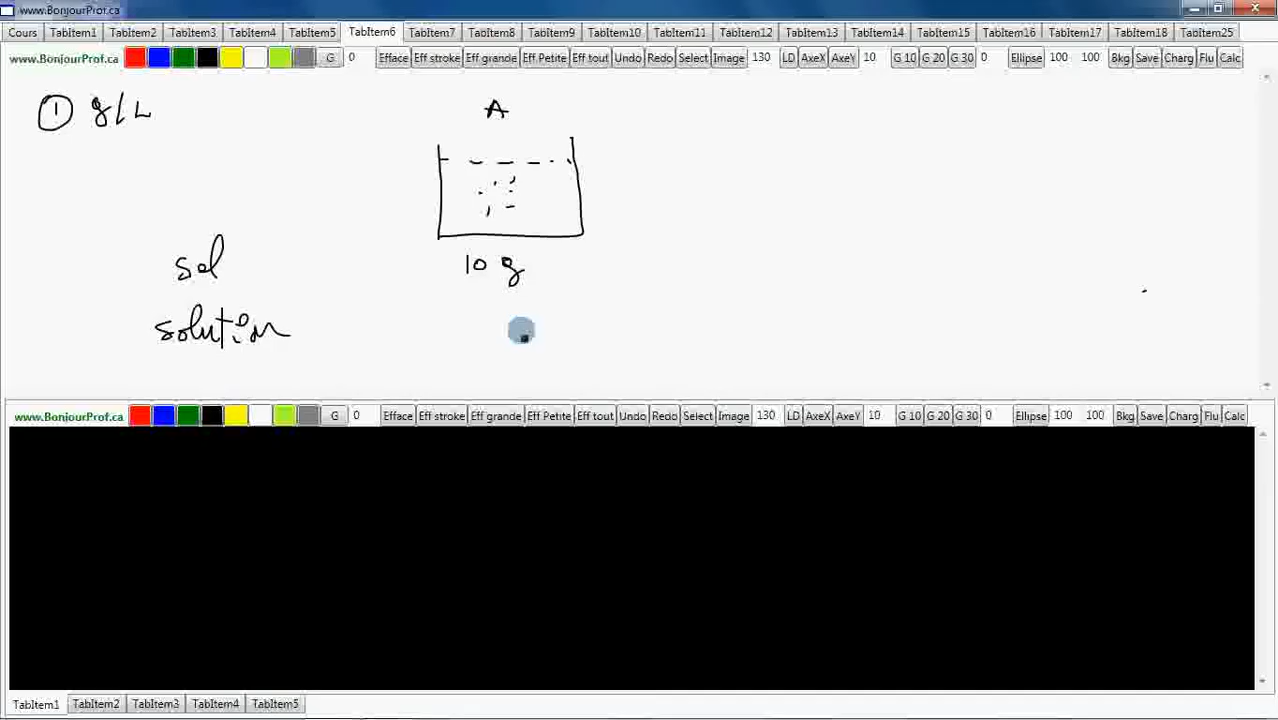 www.BonjourProf.ca
Cours TabItem1 TabItem2 TabItem3 TabItem4 TabItem5 TabItem6 TabItem7 TabItem8 TabItem9 TabItem10 TabItem11 TabItem12 TabItem13 TabItem14 TabItem15 TabItem16 TabItem17 TabItem18 TabItem25
www.BonjourProf.ca G 0 Efface Eff stroke Eff grande Eff Petite Eff tout Undo Redo Select Image 130 LD AxeX AxeY 10 G 10 G 20 G 30 0 Ellipse 100 100 Bkg Save Charg Flu Calc
① g/L
A
sel
10 g
solution
www.BonjourProf.ca G 0 Efface Eff stroke Eff grande Eff Petite Eff tout Undo Redo Select Image 130 LD AxeX AxeY 10 G 10 G 20 G 30 0 Ellipse 100 100 Bkg Save Charg Flu Calc
TabItem1 TabItem2 TabItem3 TabItem4 TabItem5